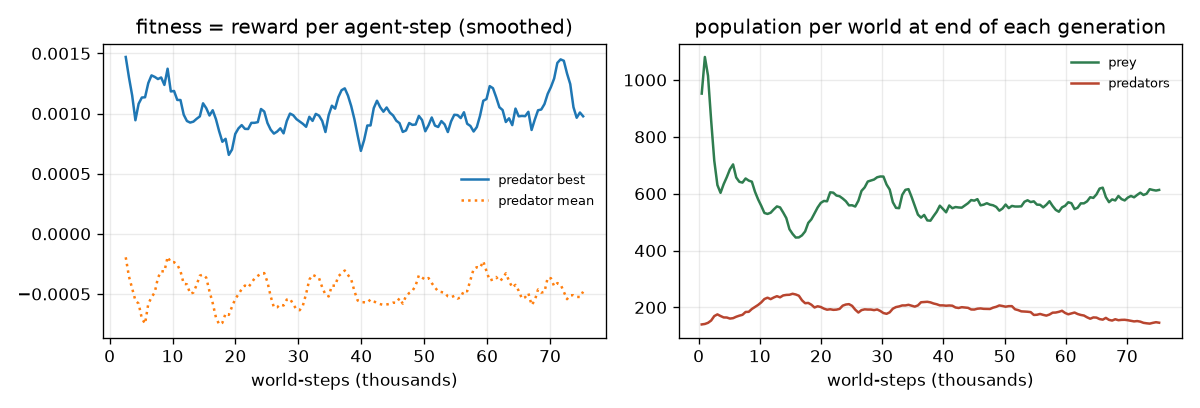 fitness = reward per agent-step (smoothed)
0.0015
0.0010
0.0005
0.0000
−0.0005
predator best
predator mean
0 10 20 30 40 50 60 70
world-steps (thousands)
population per world at end of each generation
1000
800
600
400
200
prey
predators
0 10 20 30 40 50 60 70
world-steps (thousands)